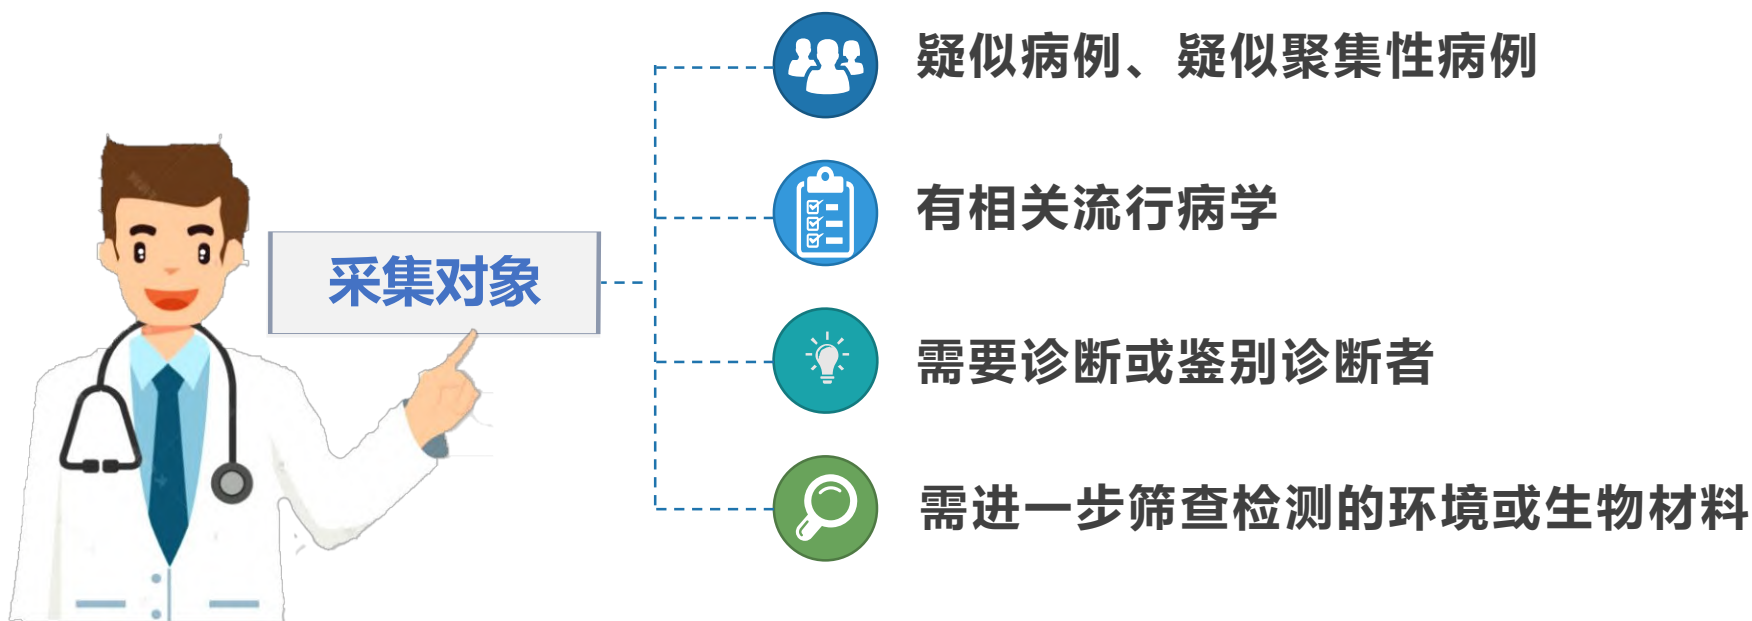 疑似病例、疑似聚集性病例
有相关流行病学
采集对象
需要诊断或鉴别诊断者
需进一步筛查检测的环境或生物材料